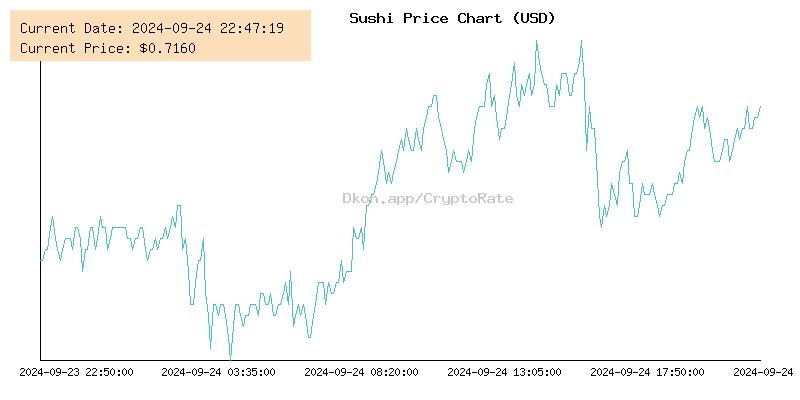 Sushi Price Chart (USD)
Current Date: 2024-09-24 22:47:19
Current Price: $0.7160
Dkon.app/CryptoRate
2024-09-23 22:50:00 2024-09-24 03:35:00 2024-09-24 08:20:00 2024-09-24 13:05:00 2024-09-24 17:50:00 2024-09-24